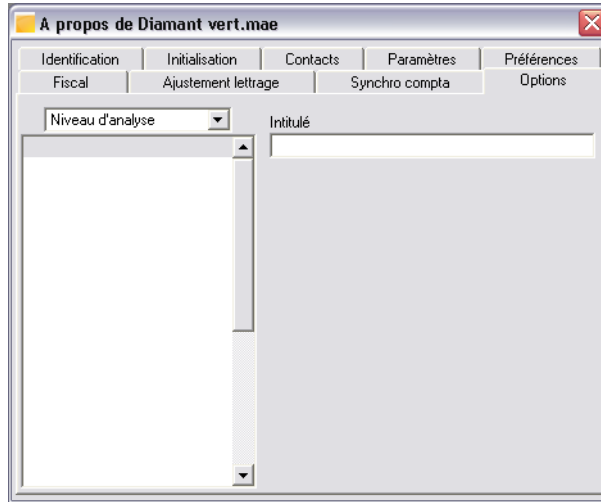 A propos de Diamant vert.mae
Identification Initialisation Contacts Paramètres Préférences
Fiscal Ajustement lettrage Synchro compta Options
Niveau d'analyse
Intitulé